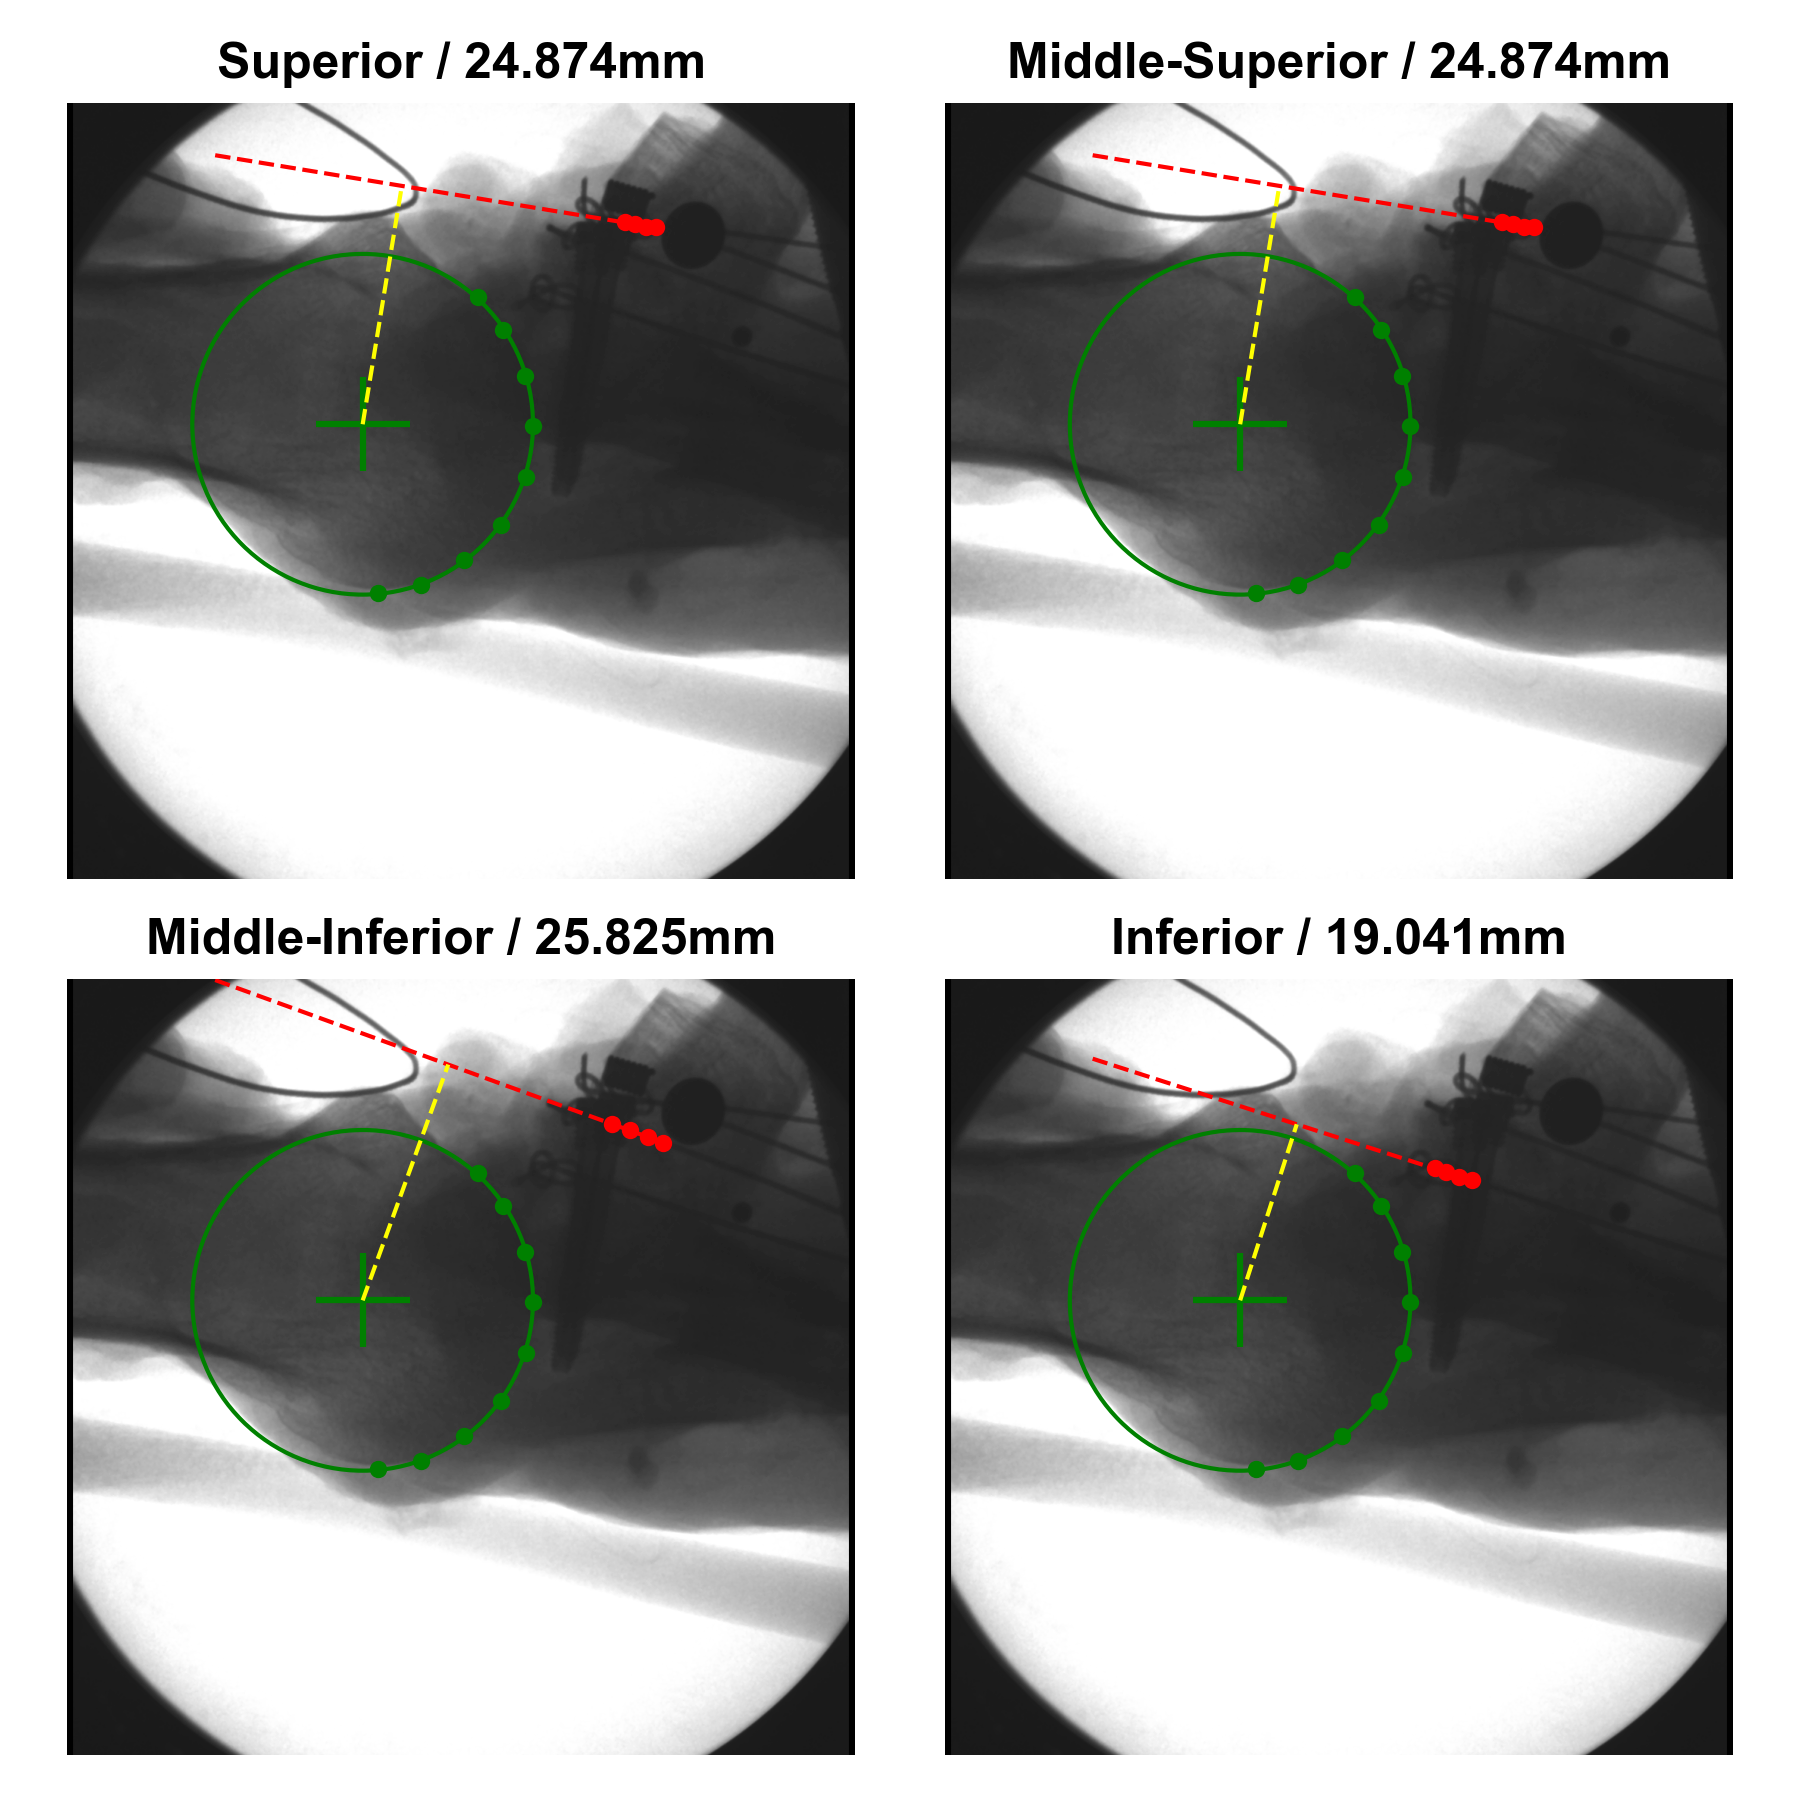 Superior / 24.874mm
Middle-Superior / 24.874mm
Middle-Inferior / 25.825mm
Inferior / 19.041mm